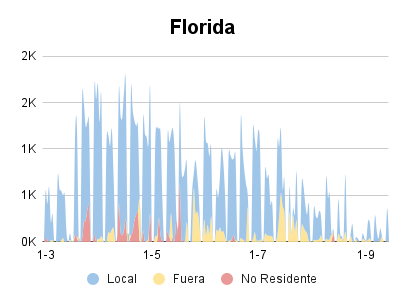 Florida
2K
2K
1K
1K
0K
1-3 1-5 1-7 1-9
Local Fuera No Residente